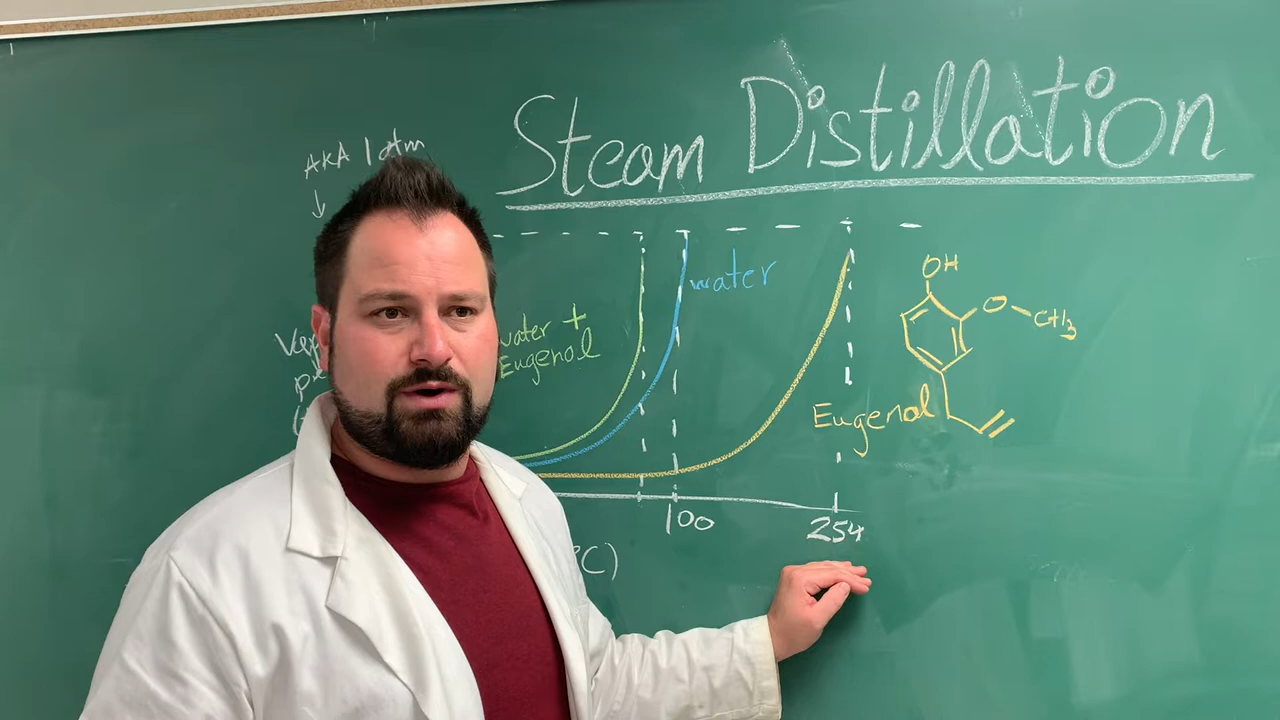 Steam Distillation
AKA 1 atm
OH
O
CH3
water
water +
Eugenol
Eugenol
100
254
°C)